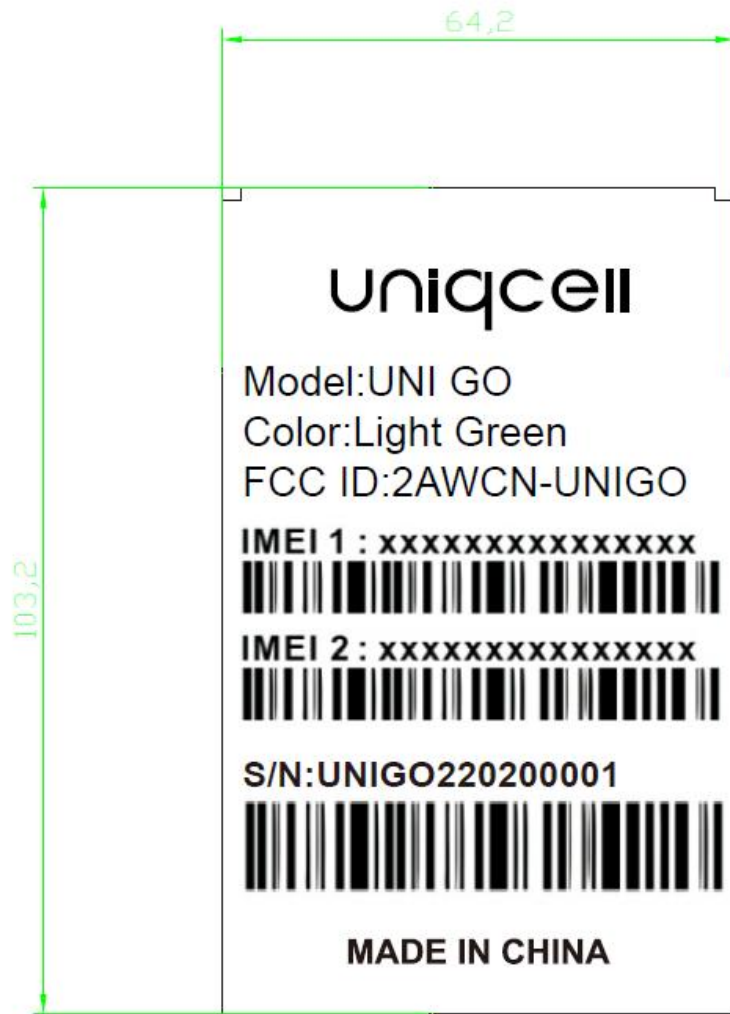 64,2
103,2
uniqcell
Model:UNI GO
Color:Light Green
FCC ID:2AWCN-UNIGO
IMEI 1 : xxxxxxxxxxxxxxx
IMEI 2 : xxxxxxxxxxxxxxx
S/N:UNIGO220200001
MADE IN CHINA